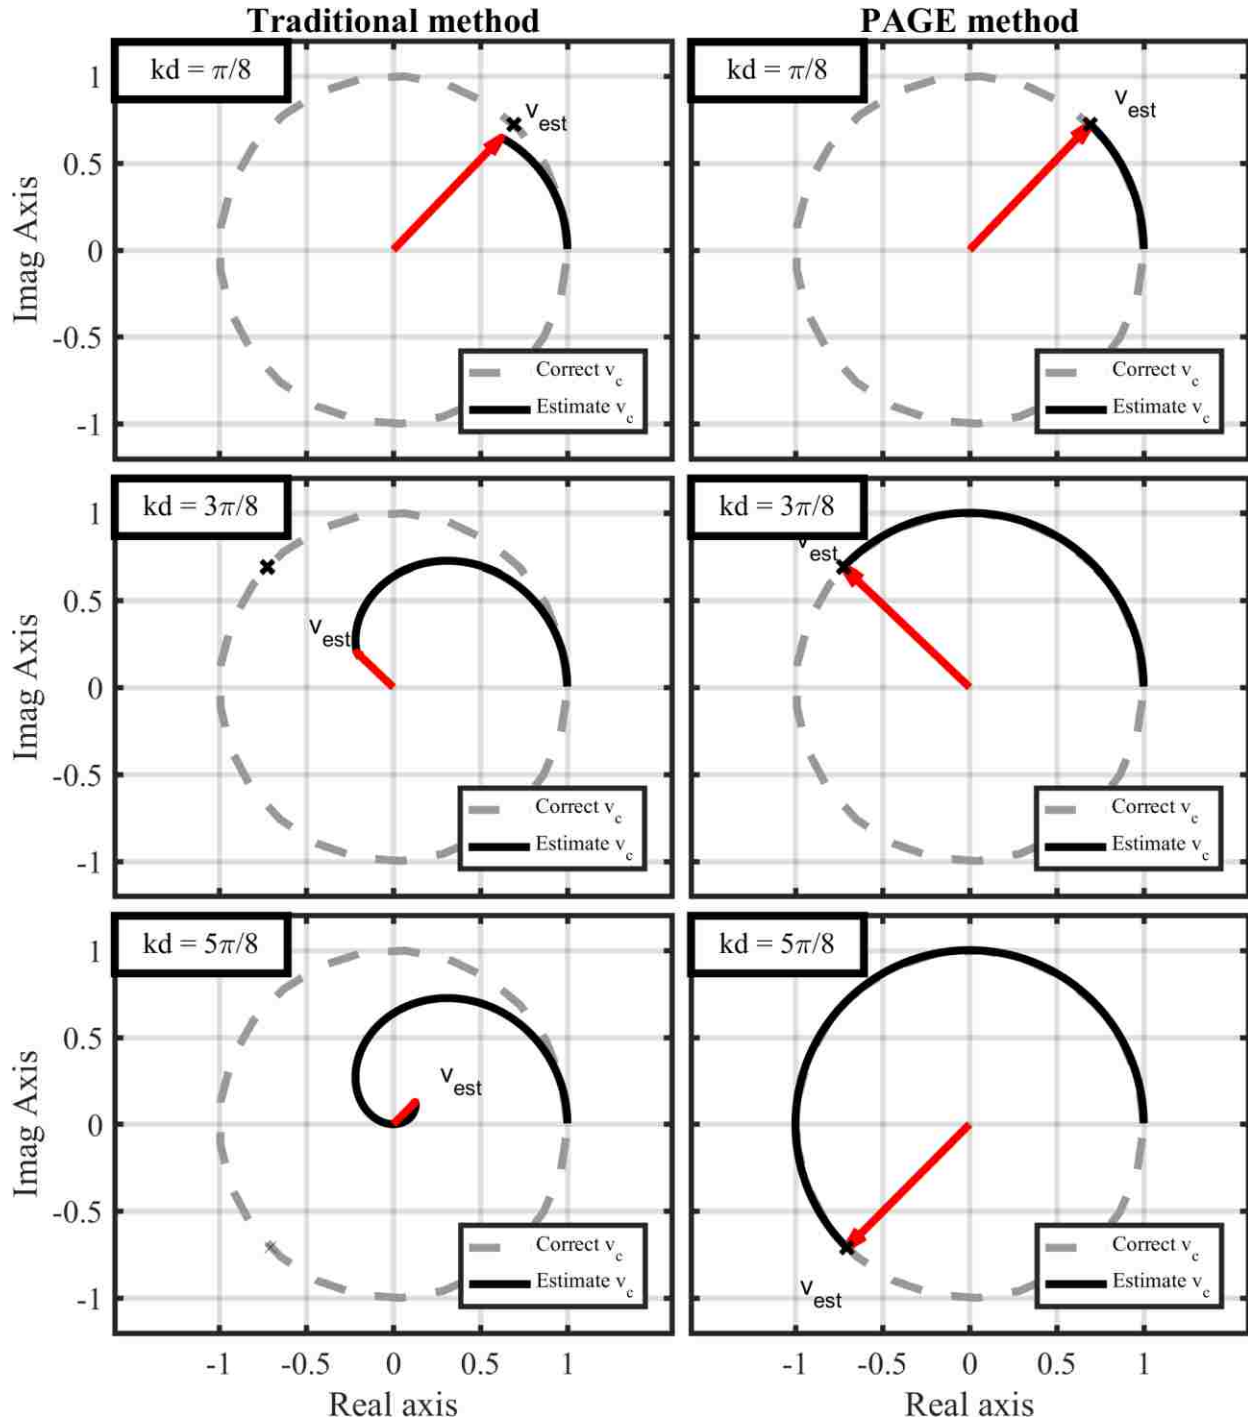 Traditional method
PAGE method
kd = π/8
1
0.5
0
-0.5
-1
Imag Axis
v_est
Correct v_c
Estimate v_c
kd = π/8
v_est
Correct v_c
Estimate v_c
kd = 3π/8
1
0.5
0
-0.5
-1
Imag Axis
v_est
Correct v_c
Estimate v_c
kd = 3π/8
v_est
Correct v_c
Estimate v_c
kd = 5π/8
1
0.5
0
-0.5
-1
Imag Axis
v_est
Correct v_c
Estimate v_c
-1 -0.5 0 0.5 1
Real axis
kd = 5π/8
v_est
Correct v_c
Estimate v_c
-1 -0.5 0 0.5 1
Real axis